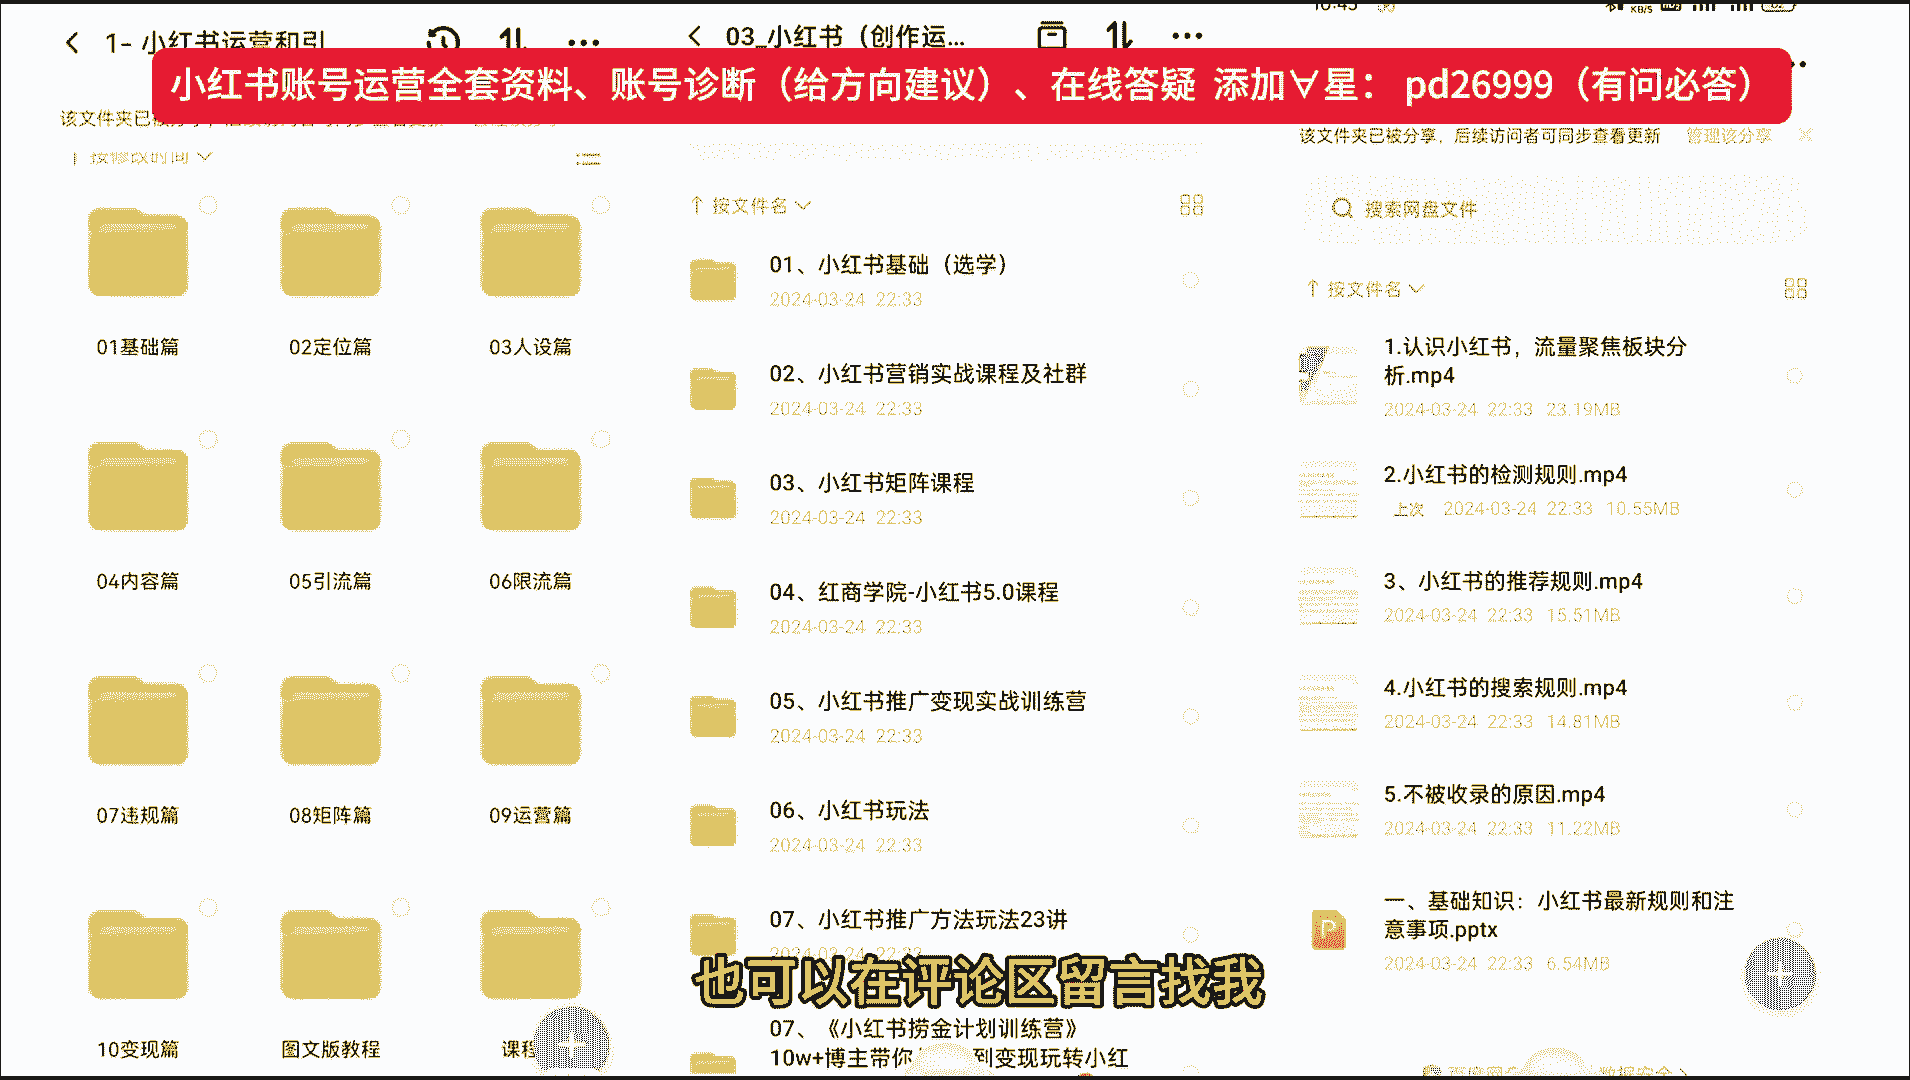 1- 小红书运营和引
03_小红书（创作运...
小红书账号运营全套资料、账号诊断（给方向建议）、在线答疑 添加∀星： pd26999（有问必答）
该文件夹已
按修改时间
01基础篇
02定位篇
03人设篇
04内容篇
05引流篇
06限流篇
07违规篇
08矩阵篇
09运营篇
10变现篇
图文版教程
课程
按文件名
01、小红书基础（选学）
2024-03-24 22:33
02、小红书营销实战课程及社群
2024-03-24 22:33
03、小红书矩阵课程
2024-03-24 22:33
04、红商学院-小红书5.0课程
2024-03-24 22:33
05、小红书推广变现实战训练营
2024-03-24 22:33
06、小红书玩法
2024-03-24 22:33
07、小红书推广方法玩法23讲
2024-03-24 22:33
07、《小红书捞金计划训练营》
10w+博主带你 到变现玩转小红
该文件夹已被分享，后续访问者可同步查看更新 管理该分享
搜索网盘文件
按文件名
1.认识小红书，流量聚焦板块分
析.mp4
2024-03-24 22:33 23.19MB
2.小红书的检测规则.mp4
上次 2024-03-24 22:33 10.55MB
3、小红书的推荐规则.mp4
2024-03-24 22:33 15.51MB
4.小红书的搜索规则.mp4
2024-03-24 22:33 14.81MB
5.不被收录的原因.mp4
2024-03-24 22:33 11.22MB
一、基础知识：小红书最新规则和注
意事项.pptx
2024-03-24 22:33 6.54MB
也可以在评论区留言找我